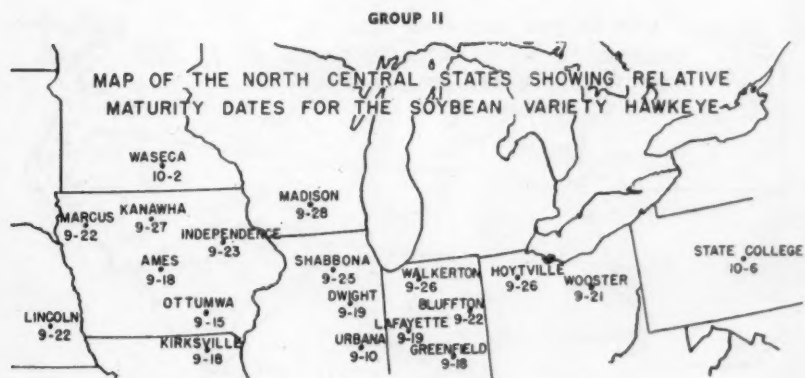 GROUP II
MAP OF THE NORTH CENTRAL STATES SHOWING RELATIVE
MATURITY DATES FOR THE SOYBEAN VARIETY HAWKEYE
WASECA
10-2
MADISON
9-28
MARCUS
9-22
KANAWHA
9-27
INDEPENDENCE
9-23
AMES
9-18
SHABBONA
9-25
WALKERTON
9-26
HOYTVILLE
9-26
WOOSTER
9-21
STATE COLLEGE
10-6
LINCOLN
9-22
OTTUMWA
9-15
DWIGHT
9-19
BLUFFTON
9-22
KIRKSVILLE
9-18
URBANA
9-10
LAFAYETTE
9-19
GREENFIELD
9-18